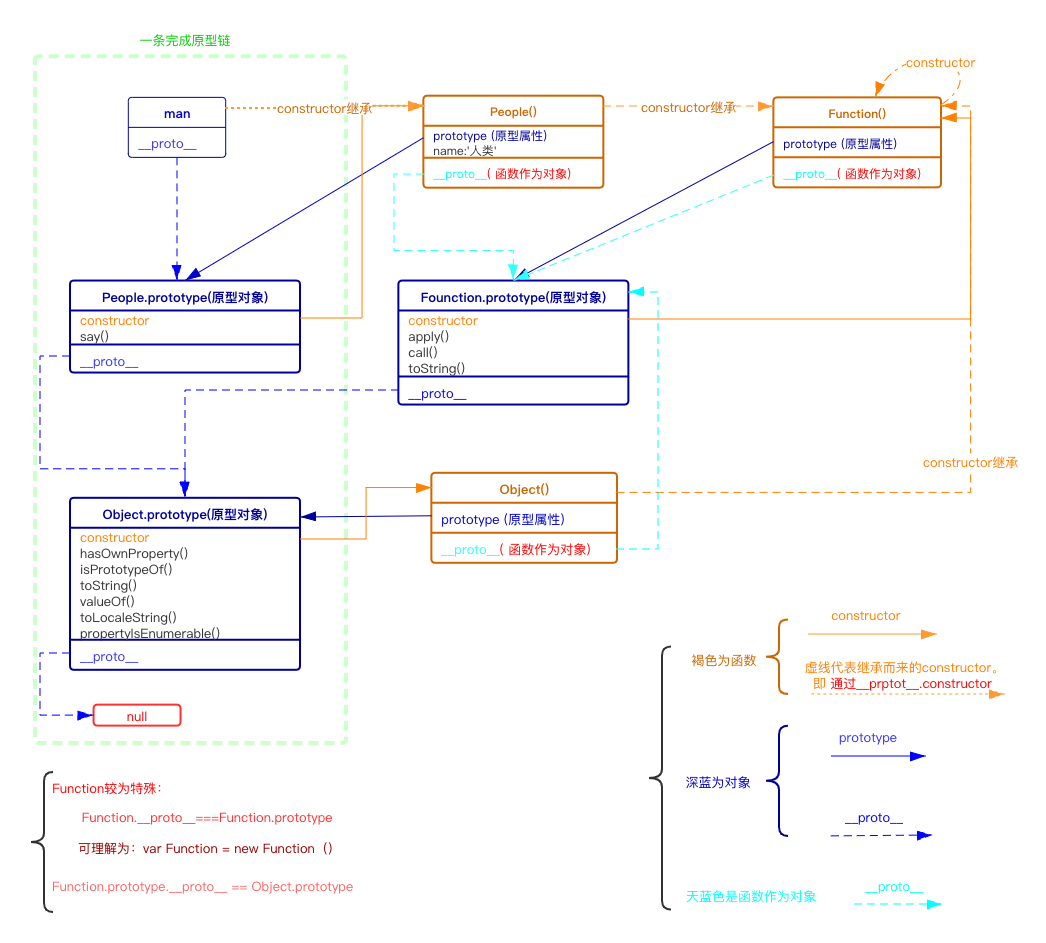 一条完成原型链
man
__proto__
constructor继承
People()
prototype (原型属性)
name:'人类'
__proto__( 函数作为对象)
constructor继承
constructor
Function()
prototype (原型属性)
__proto__( 函数作为对象)
People.prototype(原型对象)
constructor
say()
__proto__
Founction.prototype(原型对象)
constructor
apply()
call()
toString()
__proto__
constructor继承
Object.prototype(原型对象)
constructor
hasOwnProperty()
isPrototypeOf()
toString()
valueOf()
toLocaleString()
propertyIsEnumerable()
__proto__
Object()
prototype (原型属性)
__proto__( 函数作为对象)
null
Function较为特殊：
Function.__proto__===Function.prototype
可理解为：var Function = new Function（）
Function.prototype.__proto__ == Object.prototype
褐色为函数
constructor
虚线代表继承而来的constructor。
即 通过__prptot__.constructor
深蓝为对象
prototype
__proto__
天蓝色是函数作为对象
__proto__